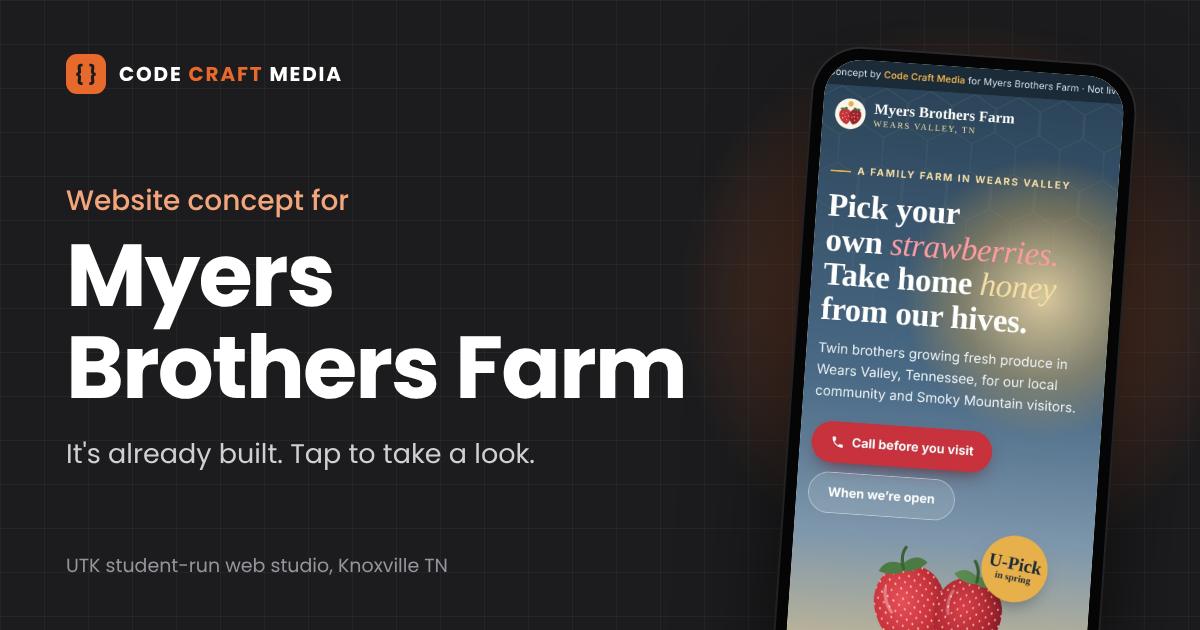 { } CODE CRAFT MEDIA
Website concept for
Myers
Brothers Farm
It's already built. Tap to take a look.
UTK student-run web studio, Knoxville TN
by Code Craft Media for Myers Brothers Farm · Not
Myers Brothers Farm
WEARS VALLEY, TN
A FAMILY FARM IN WEARS VALLEY
Pick your
own strawberries.
Take home honey
from our hives.
Twin brothers growing fresh produce in
Wears Valley, Tennessee, for our local
community and Smoky Mountain visitors.
Call before you visit
When we’re open
U-Pick
in spring